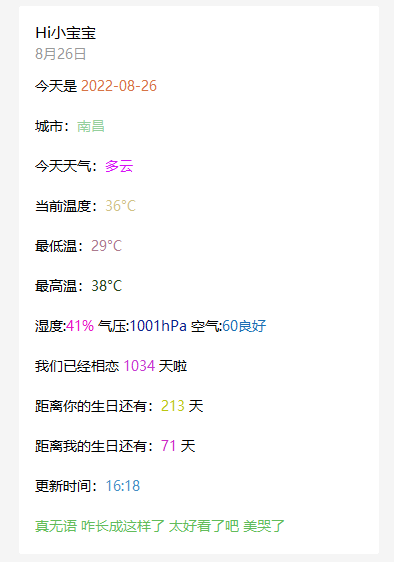 Hi小宝宝
8月26日
今天是 2022-08-26
城市：南昌
今天天气：多云
当前温度：36°C
最低温：29°C
最高温：38°C
湿度:41% 气压:1001hPa 空气:60良好
我们已经相恋 1034 天啦
距离你的生日还有：213 天
距离我的生日还有：71 天
更新时间：16:18
真无语 咋长成这样了 太好看了吧 美哭了